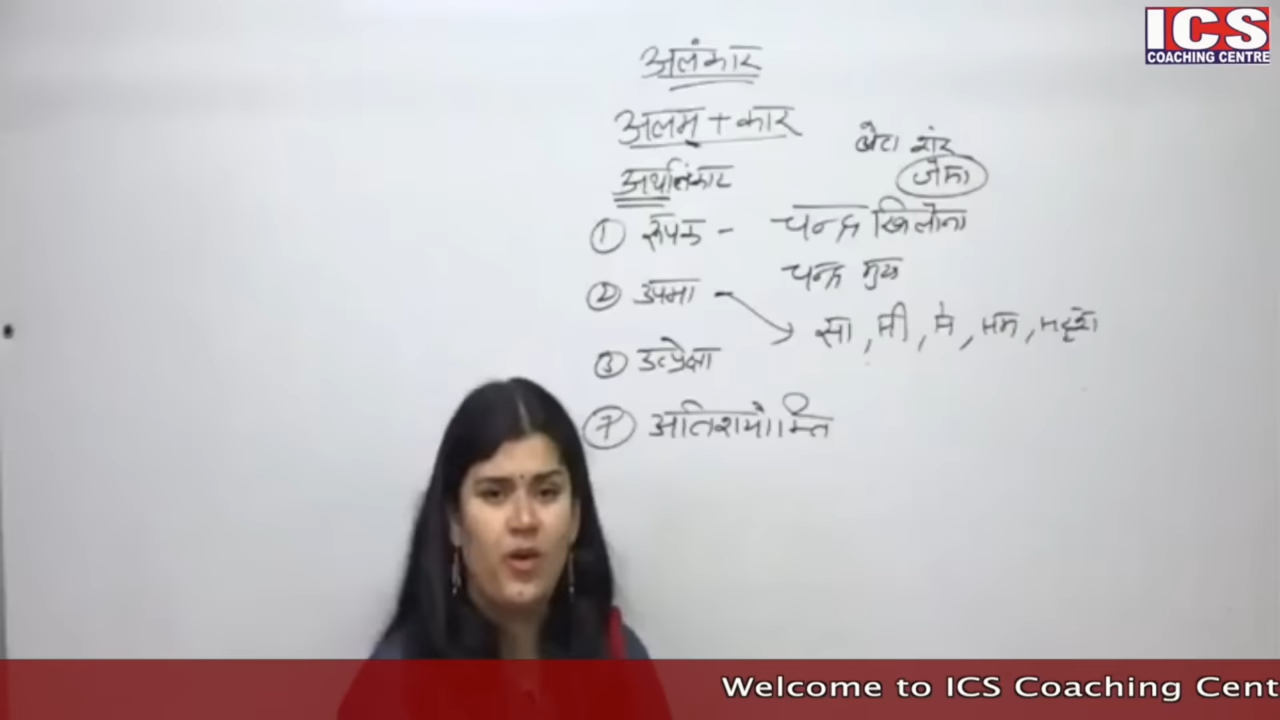 ICS
COACHING CENTRE
अलंकार
अलम् + कार
बेटा शेर
जैसा
अर्थालंकार
① रूपक - चन्द्र खिलौना
चन्द्र मुख
② उपमा → सा, सी, से, सम, सदृश
③ उत्प्रेक्षा
⑦ अतिशयोक्ति
Welcome to ICS Coaching Cent